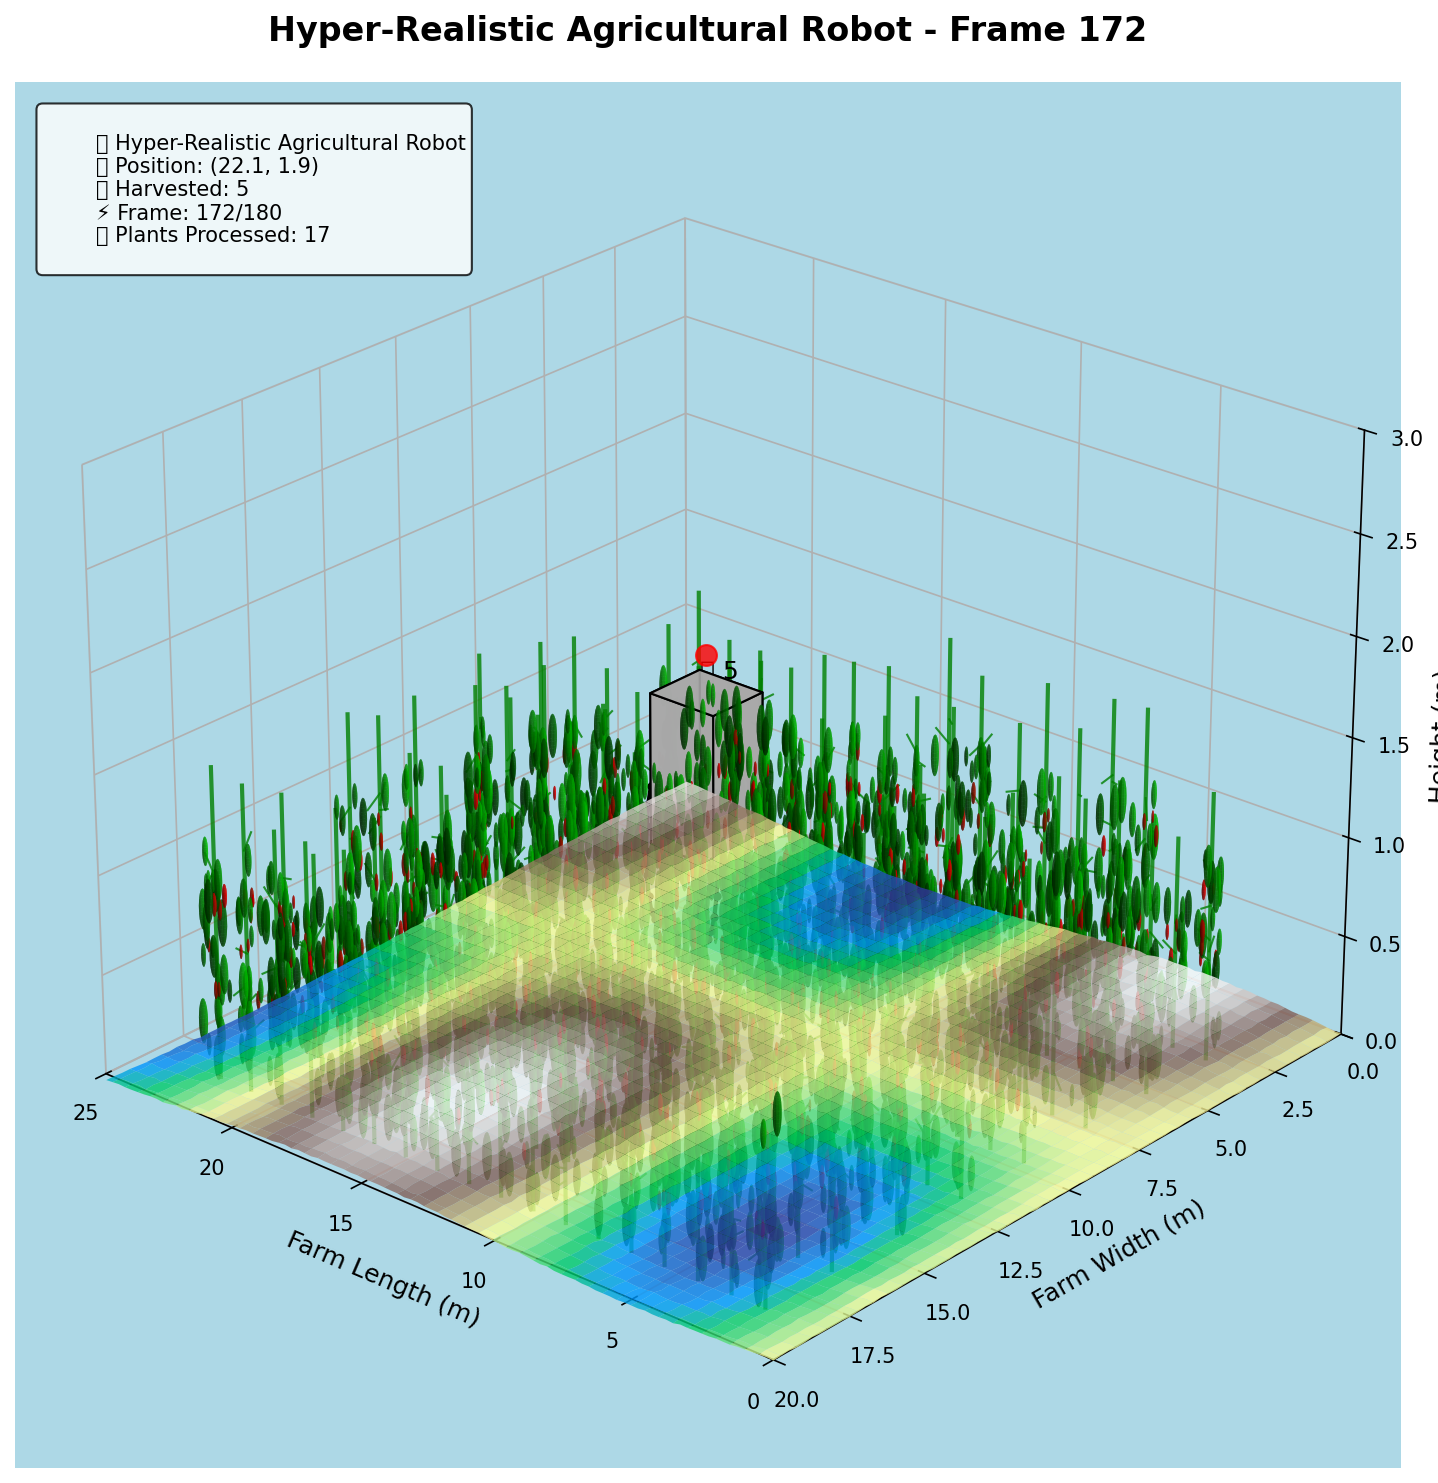 Hyper-Realistic Agricultural Robot - Frame 172
Hyper-Realistic Agricultural Robot
Position: (22.1, 1.9)
Harvested: 5
⚡ Frame: 172/180
Plants Processed: 17
5
3.0
2.5
2.0
1.5
1.0
0.5
0.0
Height (m)
0.0
2.5
5.0
7.5
10.0
12.5
15.0
17.5
20.0
Farm Width (m)
25
20
15
10
5
0
Farm Length (m)